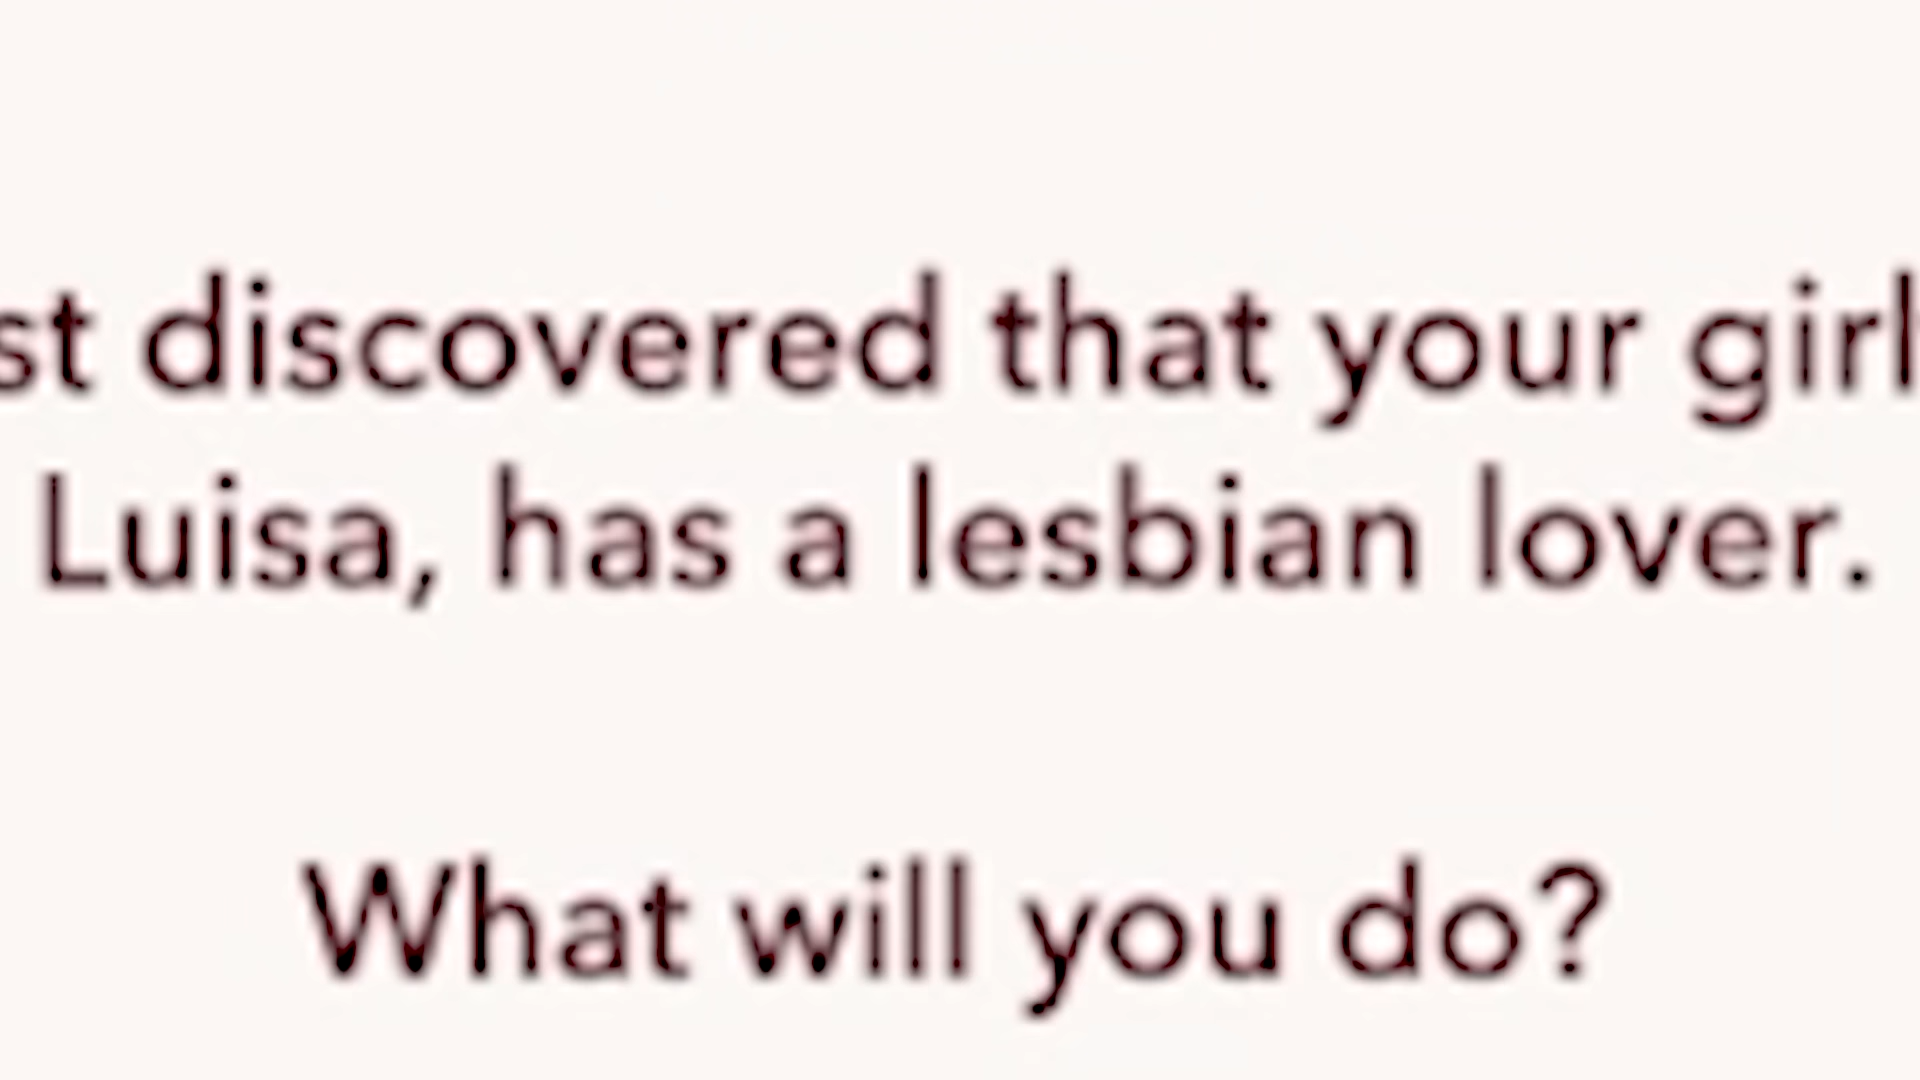 st discovered that your girl
Luisa, has a lesbian lover.
What will you do?